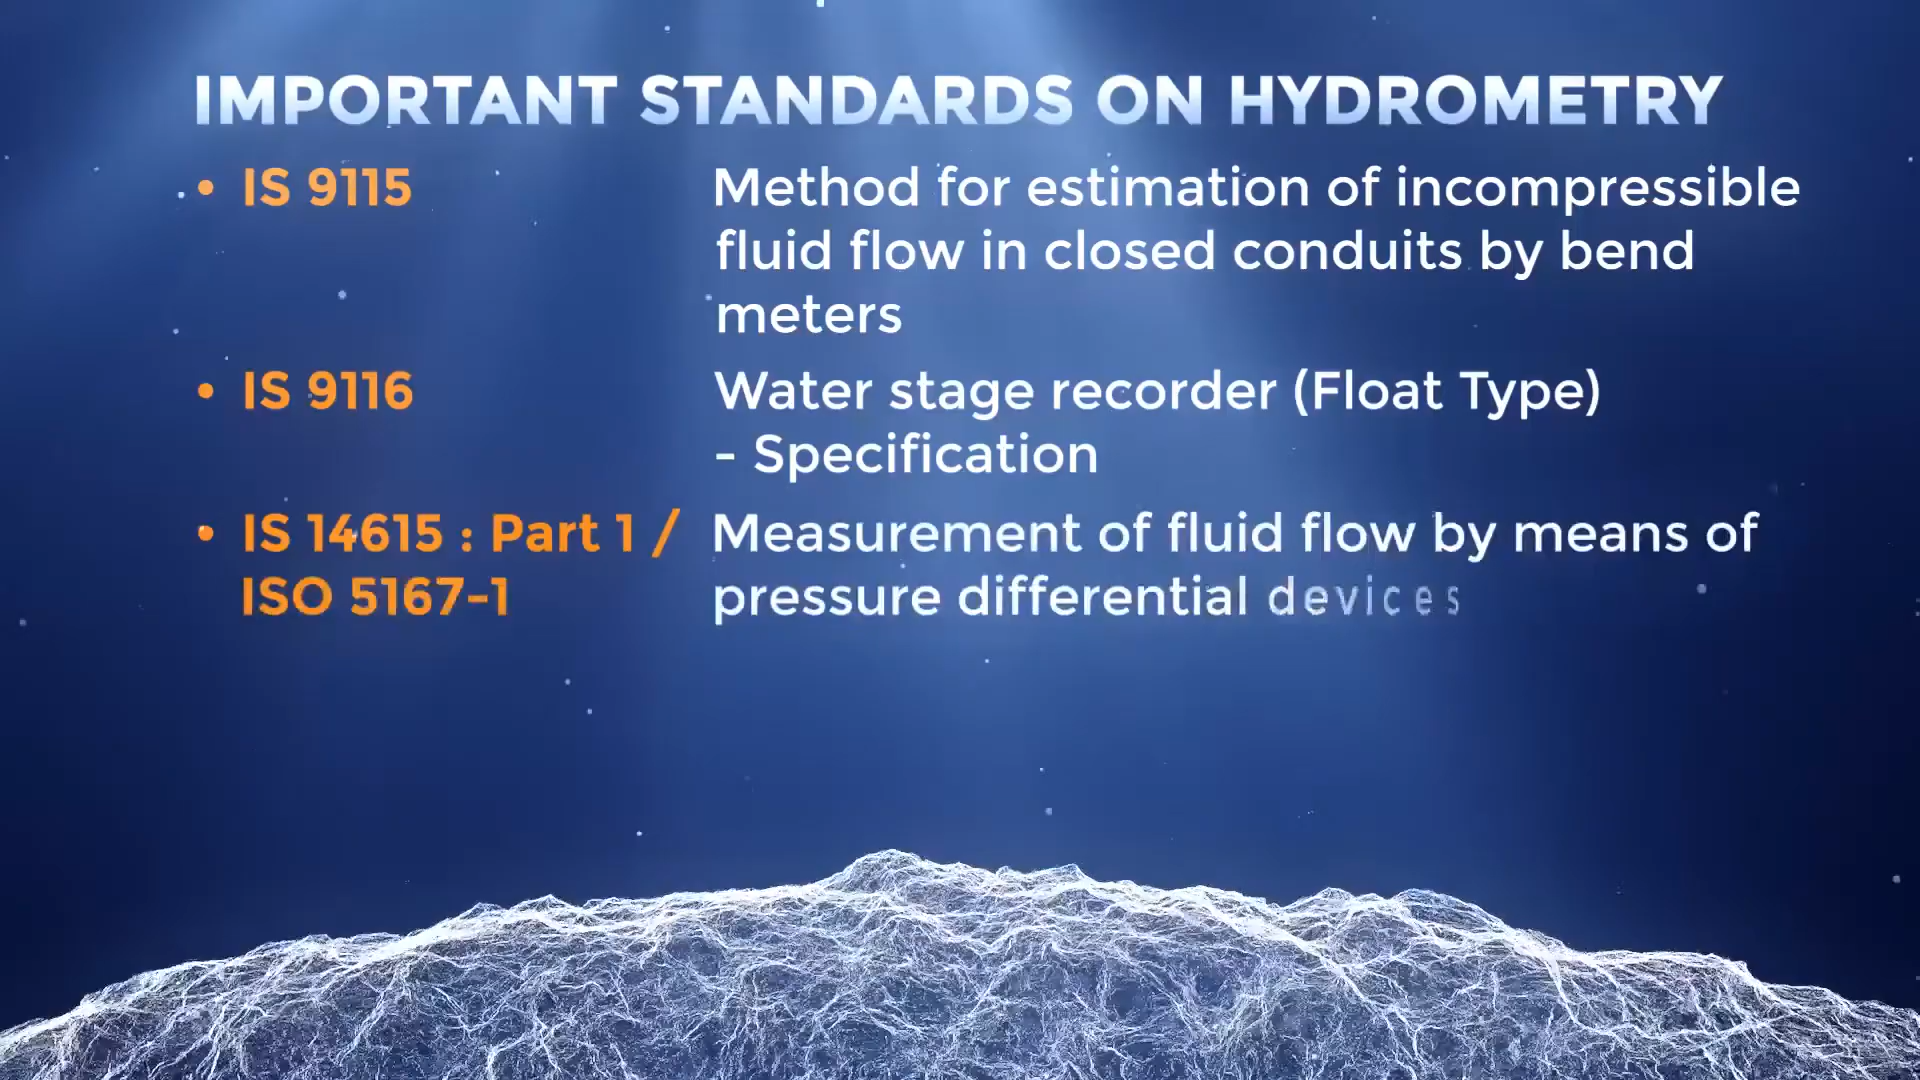 IMPORTANT STANDARDS ON HYDROMETRY
• IS 9115 Method for estimation of incompressible
fluid flow in closed conduits by bend
meters
• IS 9116 Water stage recorder (Float Type)
- Specification
• IS 14615 : Part 1 / Measurement of fluid flow by means of
ISO 5167-1 pressure differential devices